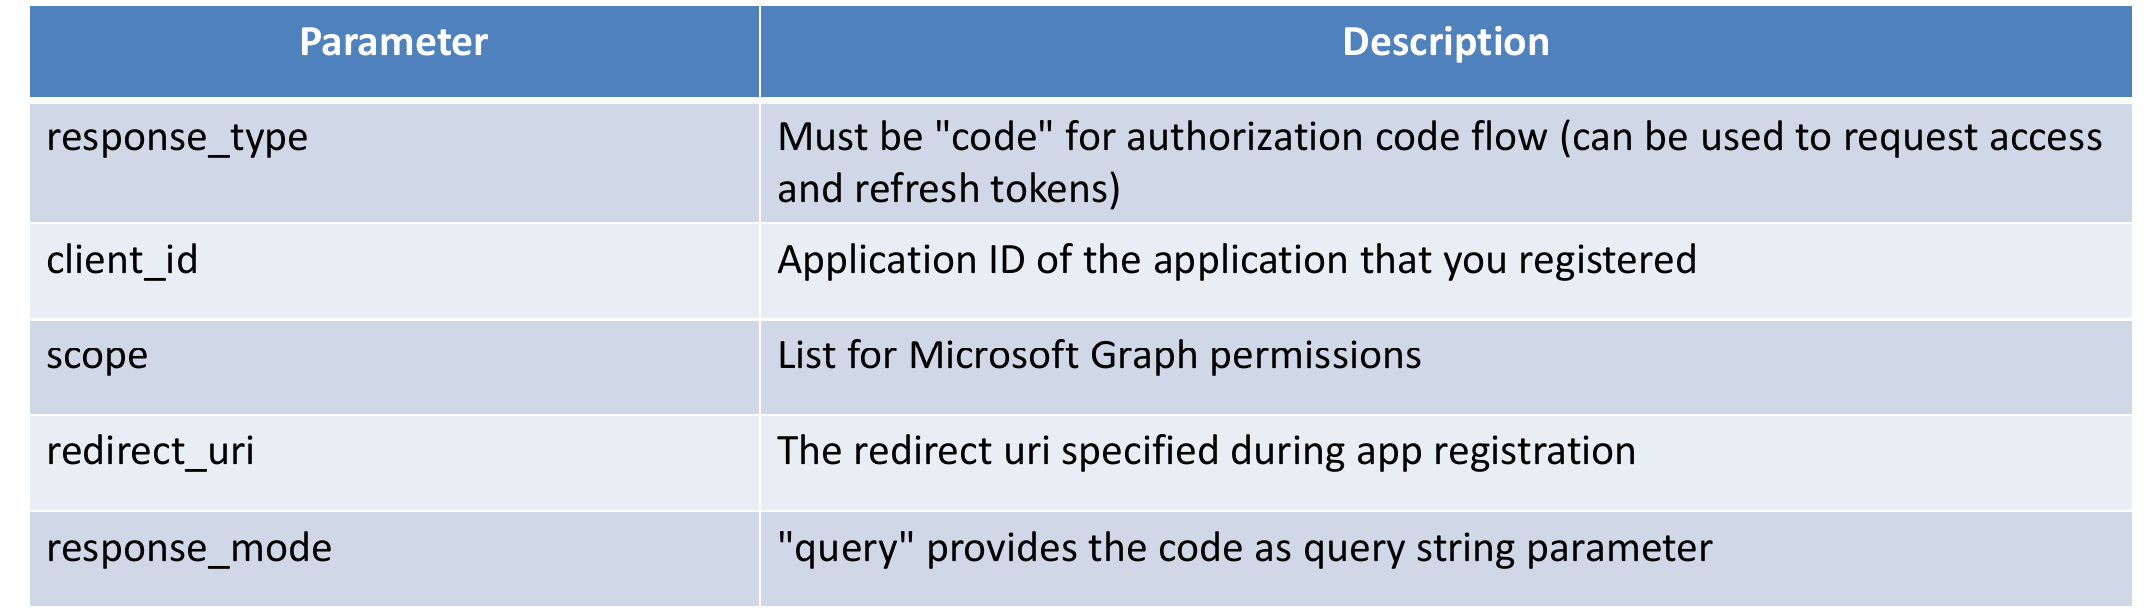 Parameter
Description
response_type
Must be "code" for authorization code flow (can be used to request access
and refresh tokens)
client_id
Application ID of the application that you registered
scope
List for Microsoft Graph permissions
redirect_uri
The redirect uri specified during app registration
response_mode
"query" provides the code as query string parameter